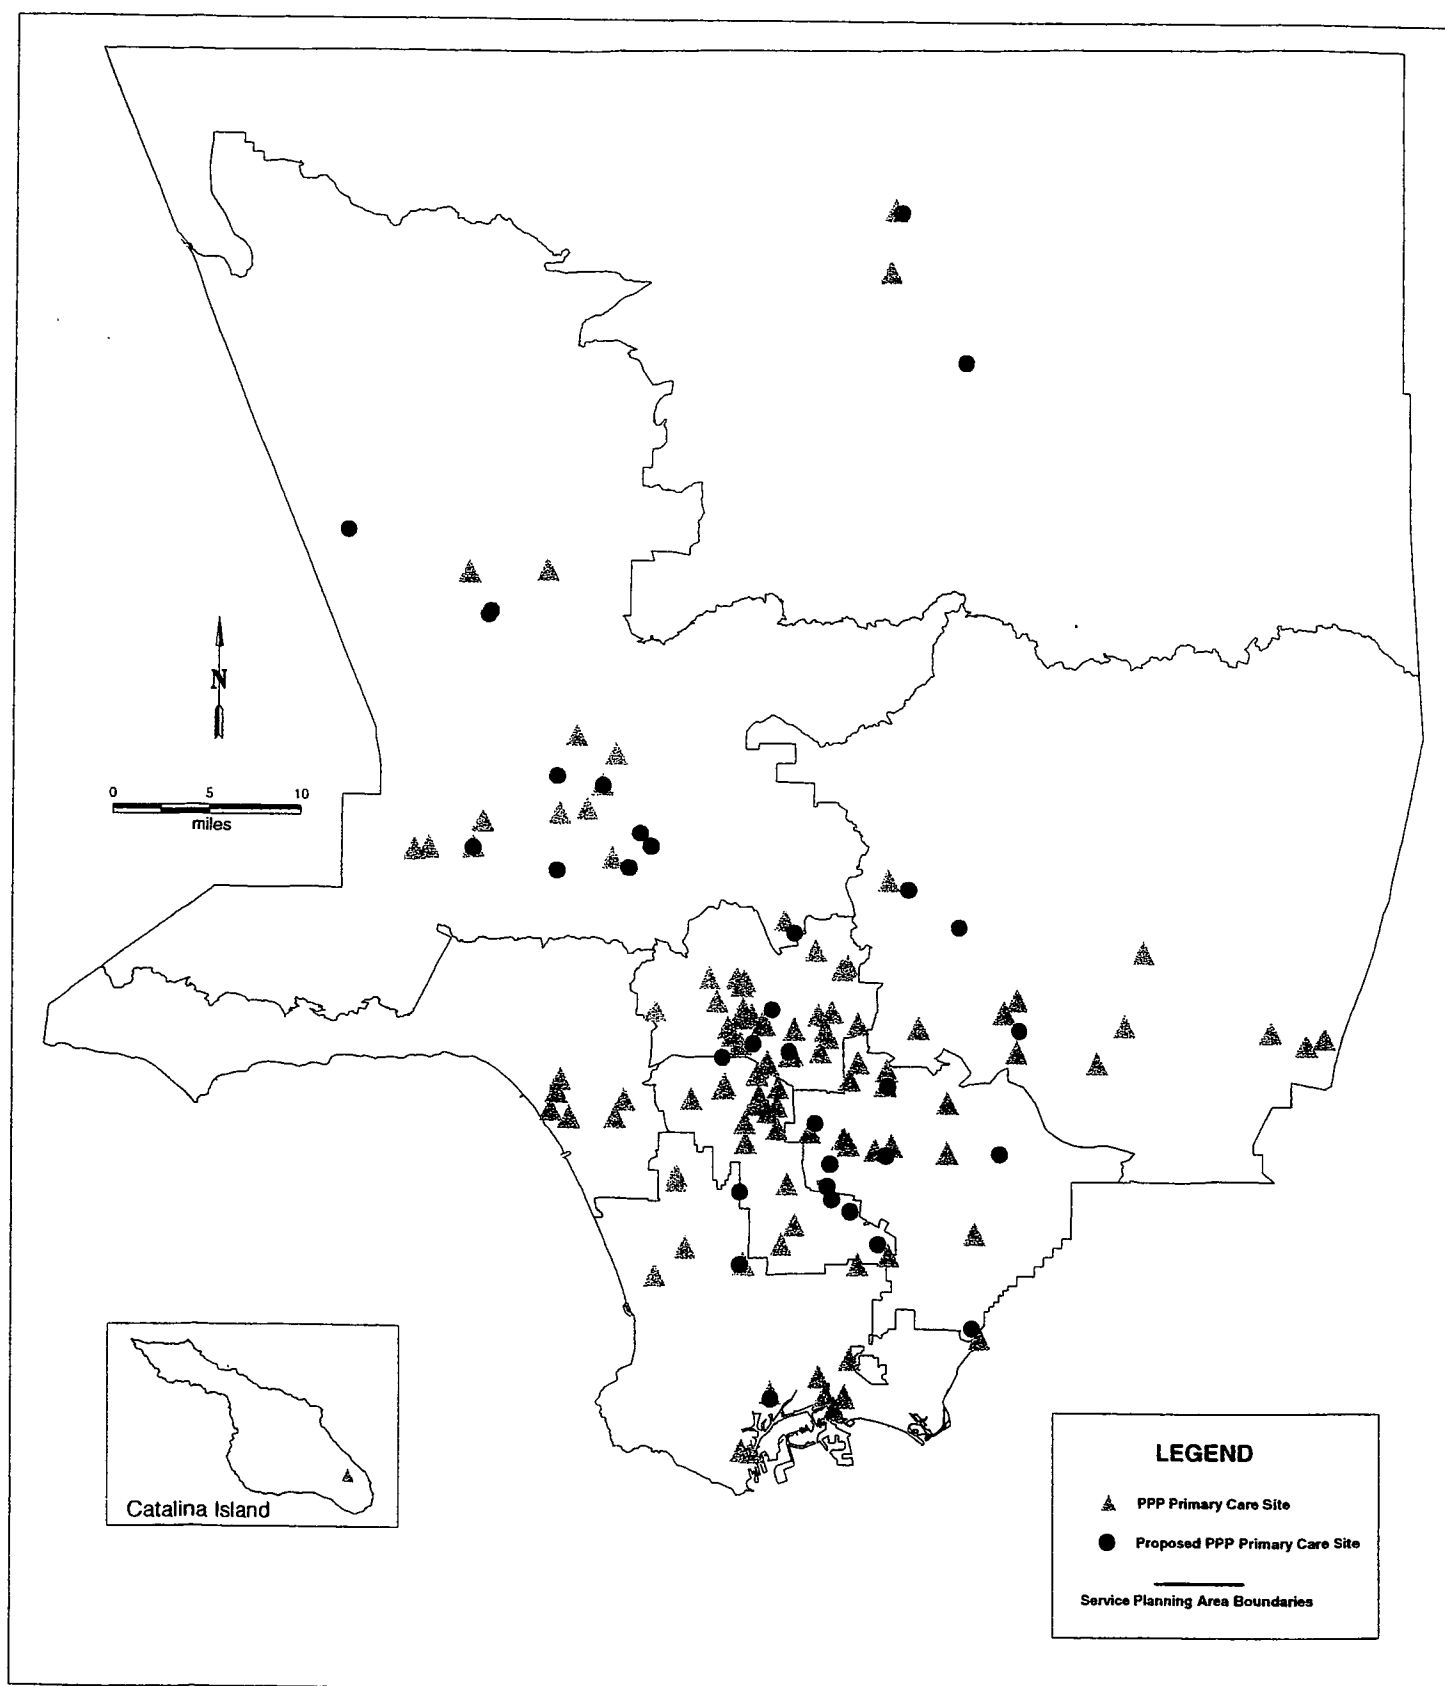 N
0 5 10
miles
Catalina Island
LEGEND
PPP Primary Care Site
Proposed PPP Primary Care Site
Service Planning Area Boundaries